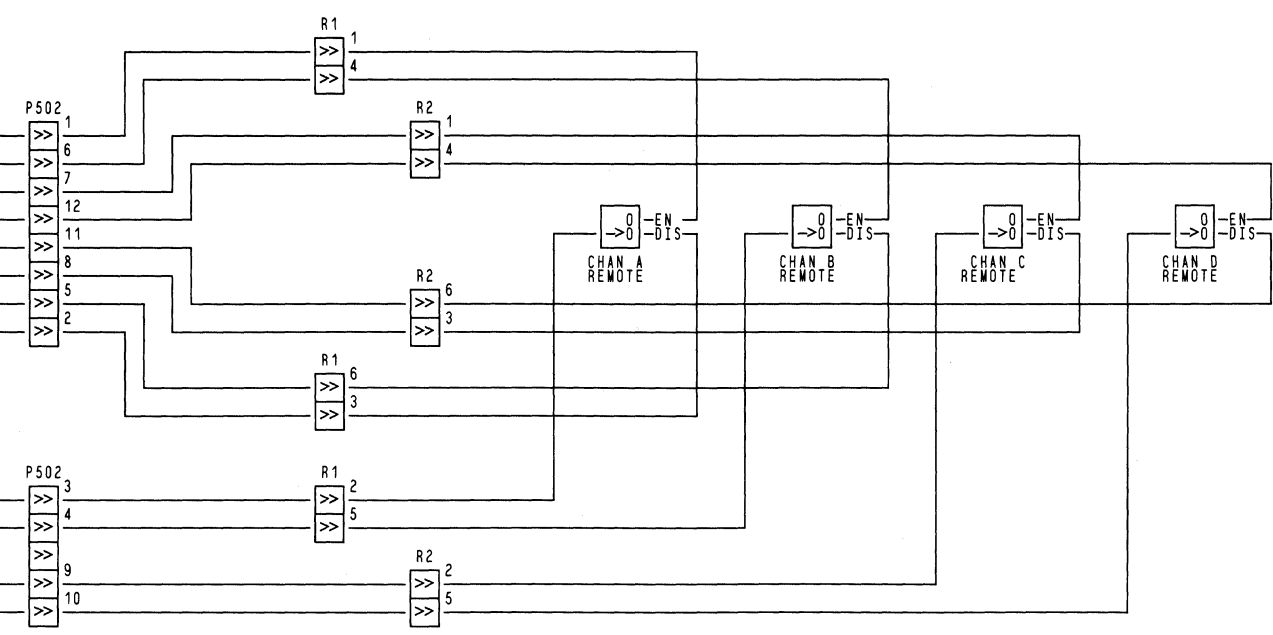 R1
>> 1
>> 4
P502
>> 1
>> 6
>> 7
>> 12
>> 11
>> 8
>> 5
>> 2
R2
>> 1
>> 4
0 EN
->0 DIS
CHAN A
REMOTE
0 EN
->0 DIS
CHAN B
REMOTE
0 EN
->0 DIS
CHAN C
REMOTE
0 EN
->0 DIS
CHAN D
REMOTE
R2
>> 6
>> 3
R1
>> 6
>> 3
P502
>> 3
>> 4
>>
>> 9
>> 10
R1
>> 2
>> 5
R2
>> 2
>> 5